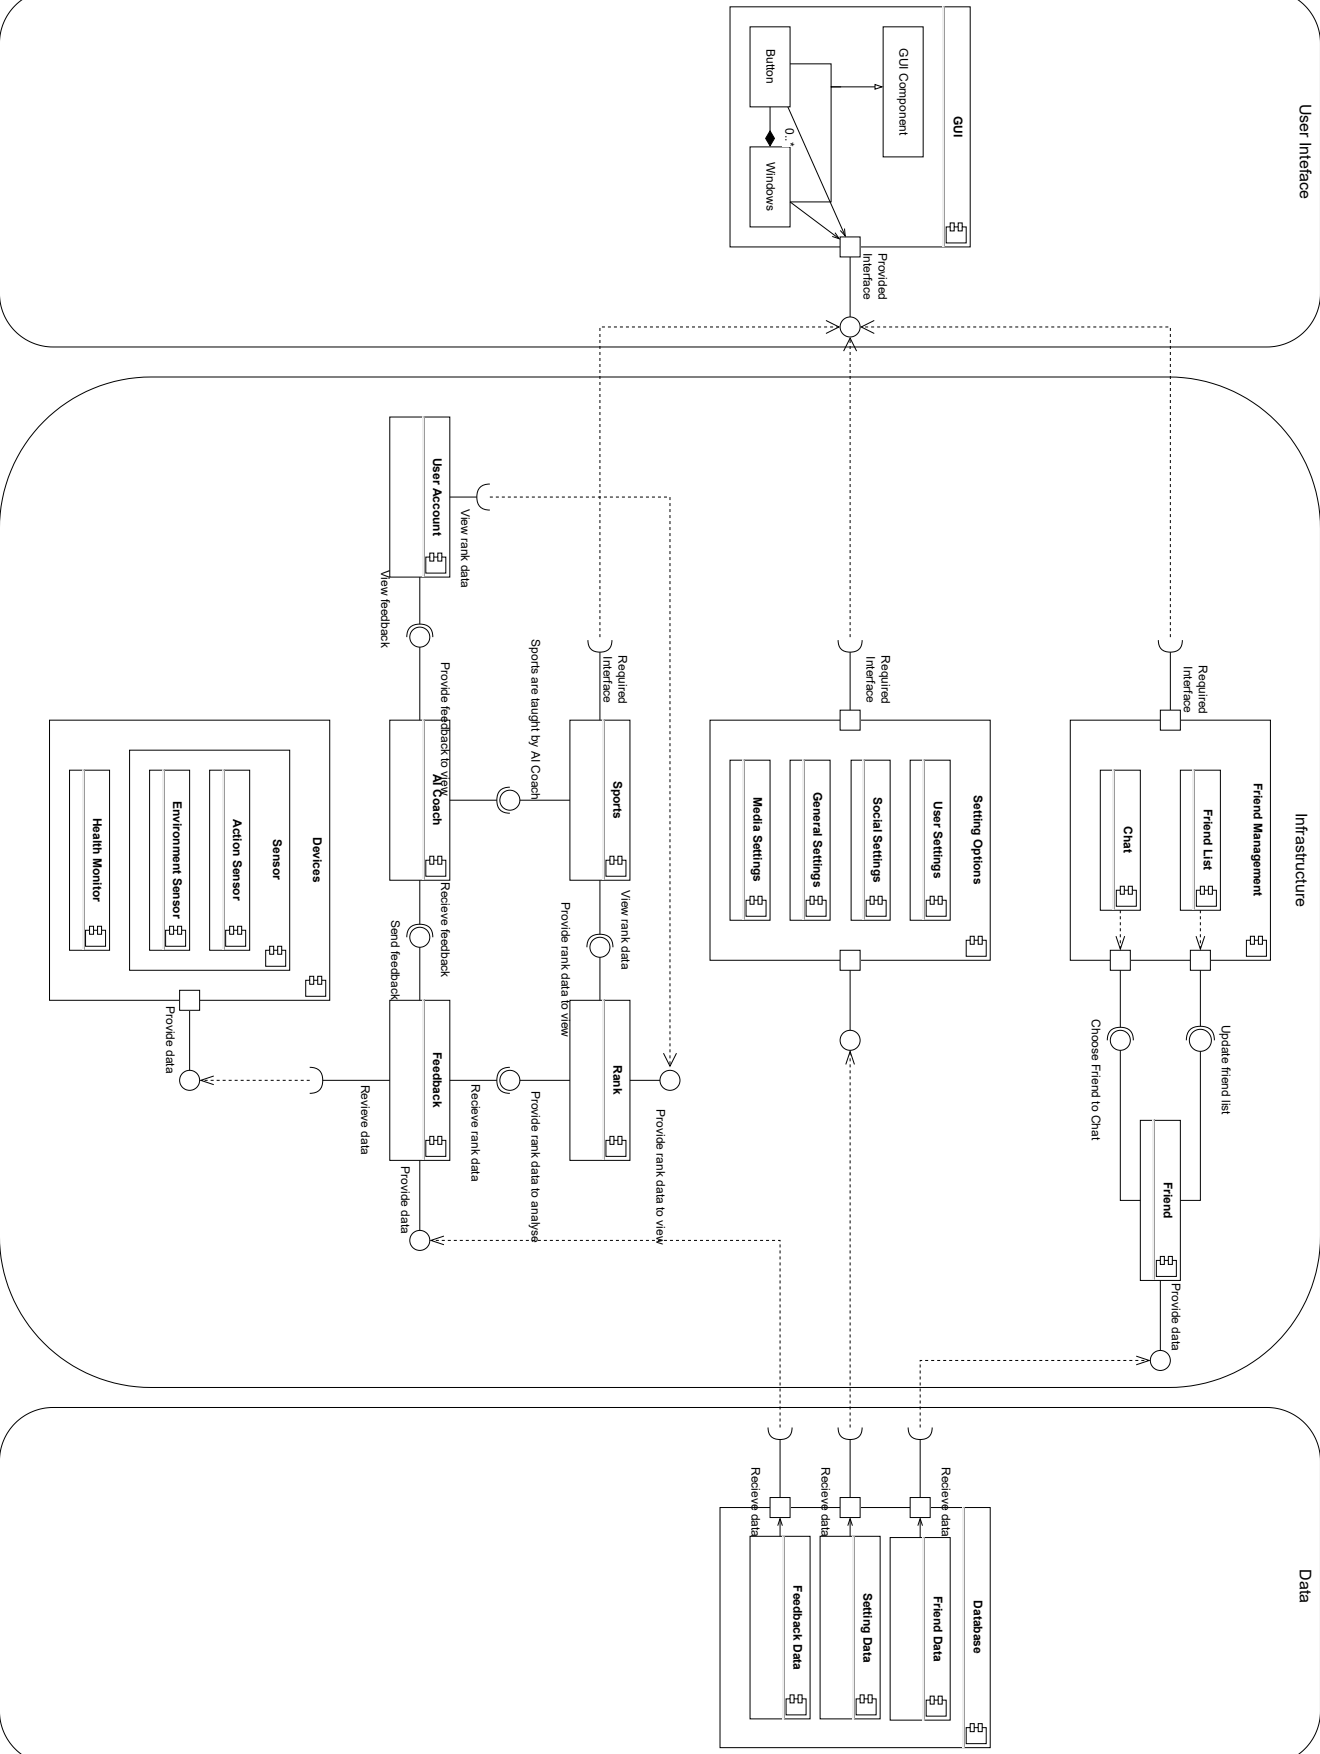 User Inteface
GUI
GUI Component
Button
0.. *
Windows
Provided
Interface
Infrastructure
Required
Interface
Friend Management
Friend List
Chat
Update friend list
Choose Friend to Chat
Friend
Provide data
Required
Interface
Setting Options
User Settings
Social Settings
General Settings
Media Settings
Required
Interface
Sports
Sports are taught by AI Coach
View rank data
Provide rank data to view
Rank
Provide rank data to view
Provide rank data to analyse
Recieve rank data
User Account
View rank data
View feedback
Provide feedback to view
AI Coach
Recieve feedback
Send feedback
Feedback
Provide data
Revieve data
Devices
Sensor
Action Sensor
Environment Sensor
Health Monitor
Provide data
Data
Database
Recieve data
Friend Data
Recieve data
Setting Data
Recieve data
Feedback Data